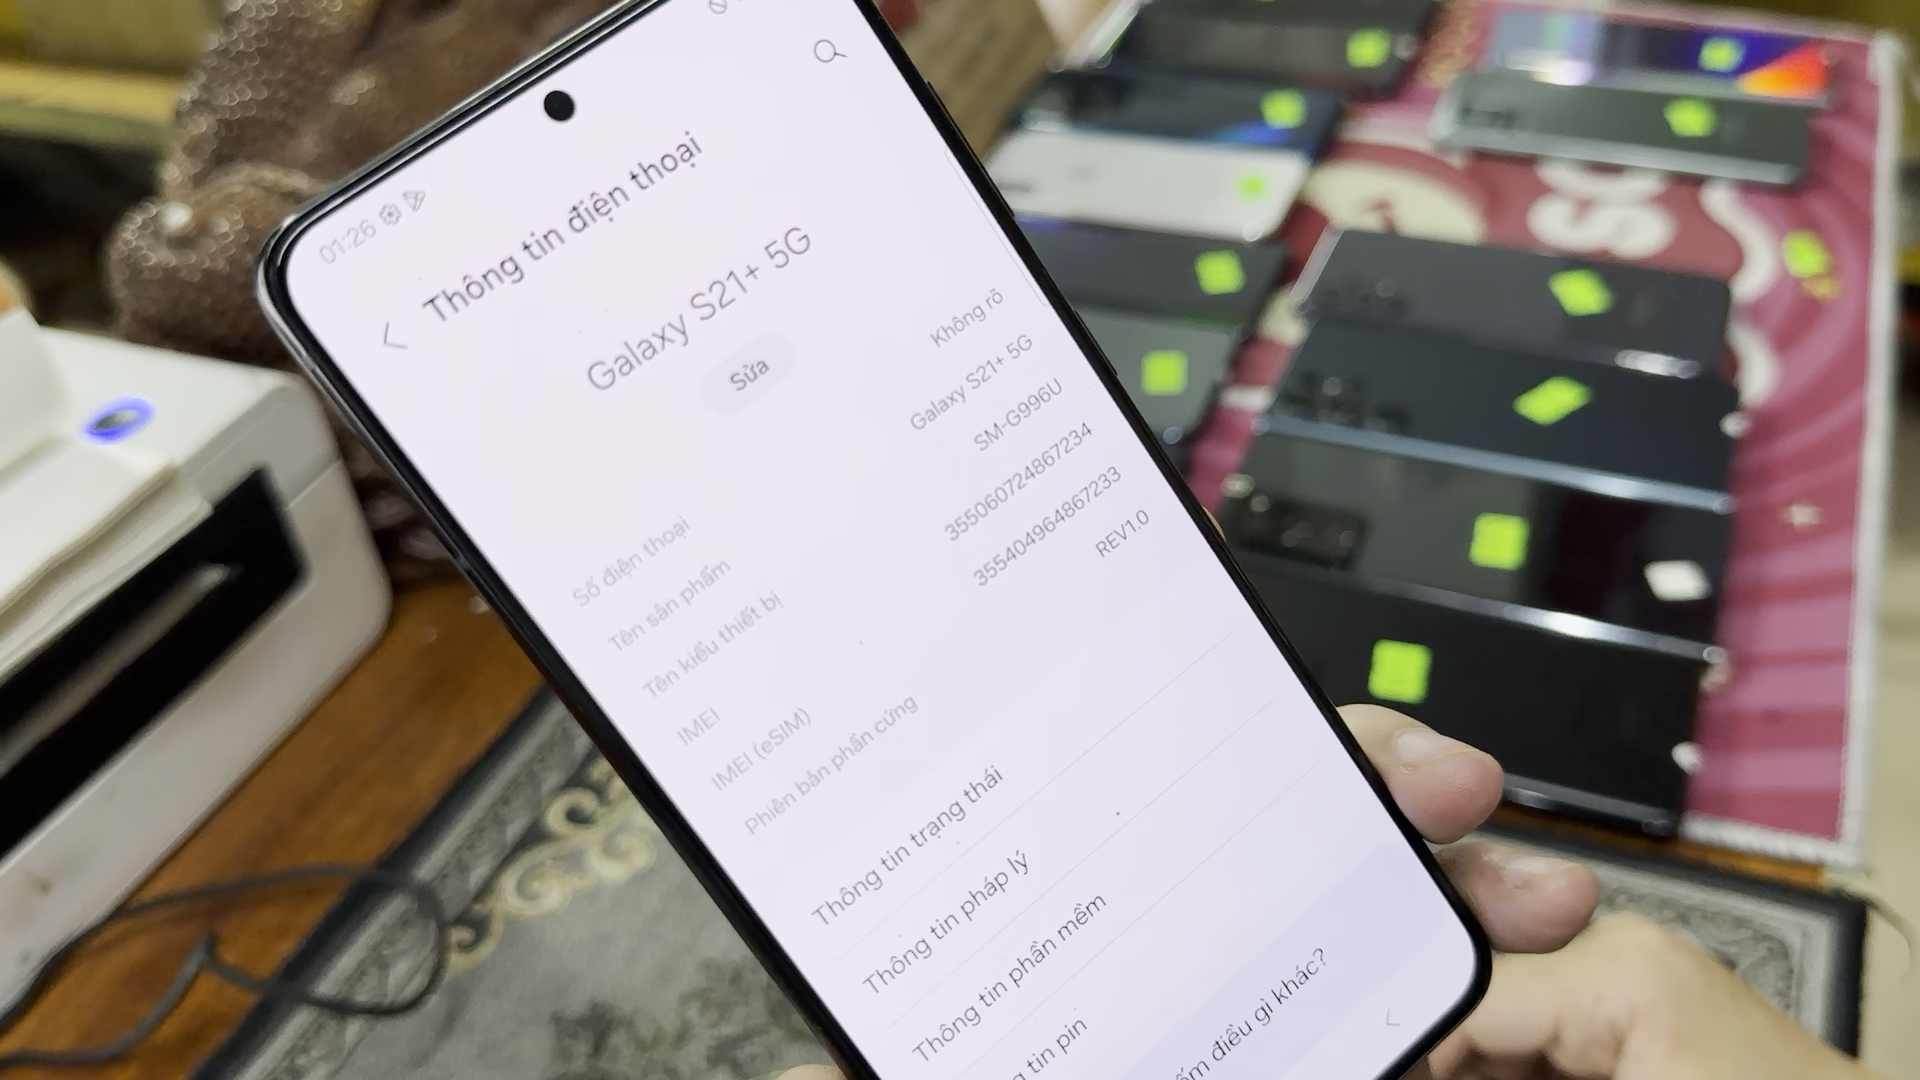 01:26
Thông tin điện thoại
Galaxy S21+ 5G
Sửa
Số điện thoại Không rõ
Tên sản phẩm Galaxy S21+ 5G
Tên kiểu thiết bị SM-G996U
IMEI 355060724867234
IMEI (eSIM) 355404964867233
Phiên bản phần cứng REV1.0
Thông tin trạng thái
Thông tin pháp lý
Thông tin phần mềm
tin pin
điều gì khác?